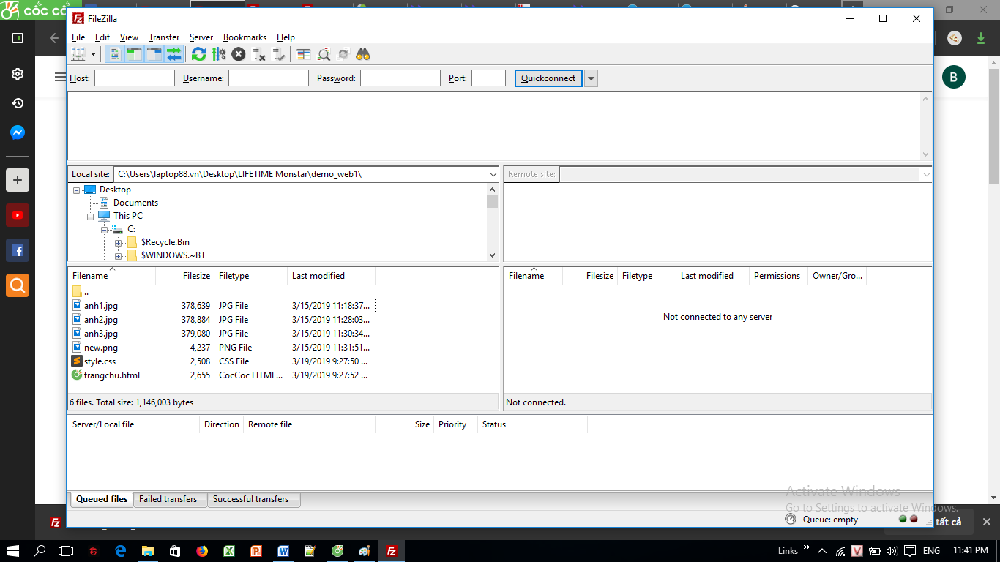 cốc cố
FileZilla
File Edit View Transfer Server Bookmarks Help
Host: Username: Password: Port: Quickconnect
B
Local site: C:\Users\laptop88.vn\Desktop\LIFETIME Monstar\demo_web1\ Remote site:
Desktop
Documents
This PC
C:
$Recycle.Bin
$WINDOWS.~BT
Filename Filesize Filetype Last modified
..
anh1.jpg 378,639 JPG File 3/15/2019 11:18:37...
anh2.jpg 378,884 JPG File 3/15/2019 11:28:03...
anh3.jpg 379,080 JPG File 3/15/2019 11:30:34...
new.png 4,237 PNG File 3/15/2019 11:31:51...
style.css 2,508 CSS File 3/19/2019 9:27:50 ...
trangchu.html 2,655 CocCoc HTML... 3/19/2019 9:27:52 ...
6 files. Total size: 1,146,003 bytes
Filename Filesize Filetype Last modified Permissions Owner/Gro...
Not connected to any server
Not connected.
Server/Local file Direction Remote file Size Priority Status
Queued files Failed transfers Successful transfers
Activate Windows
Go to Settings to activate Windows.
Queue: empty
tất cả
Links ENG 11:41 PM